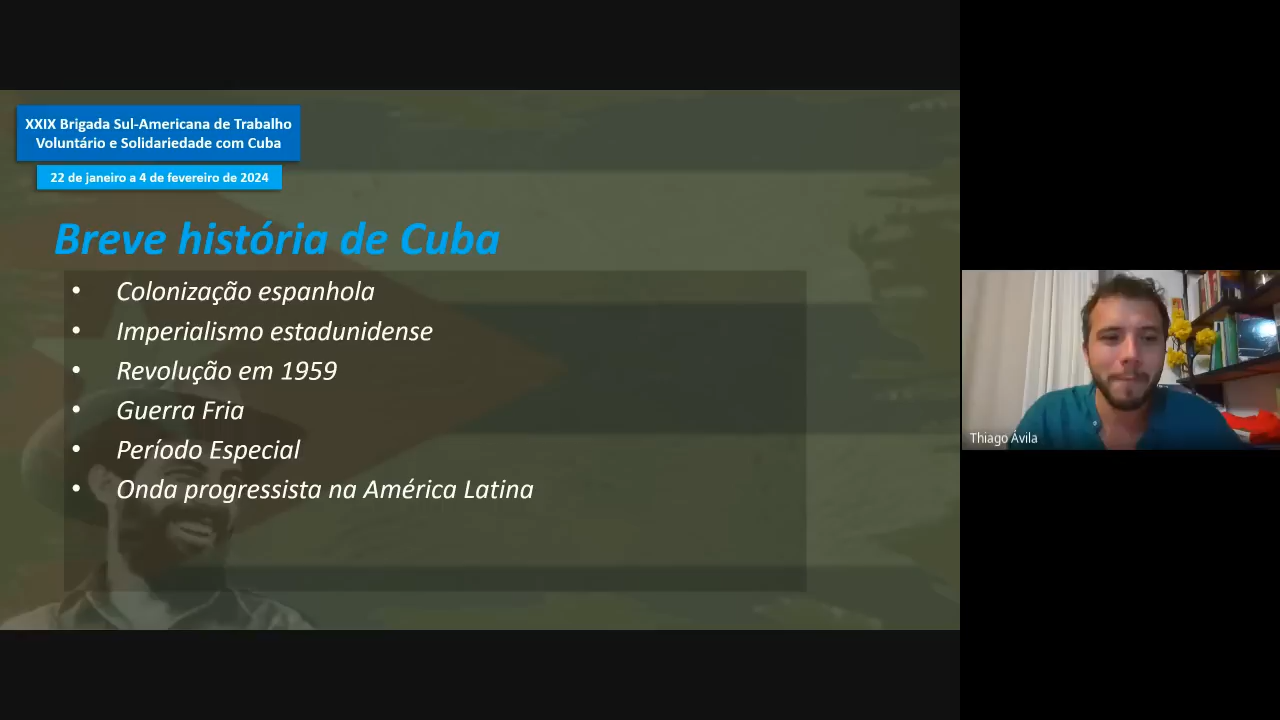 XXIX Brigada Sul-Americana de Trabalho
Voluntário e Solidariedade com Cuba
22 de janeiro a 4 de fevereiro de 2024
Breve história de Cuba
• Colonização espanhola
• Imperialismo estadunidense
• Revolução em 1959
• Guerra Fria
• Período Especial
• Onda progressista na América Latina
Thiago Ávila